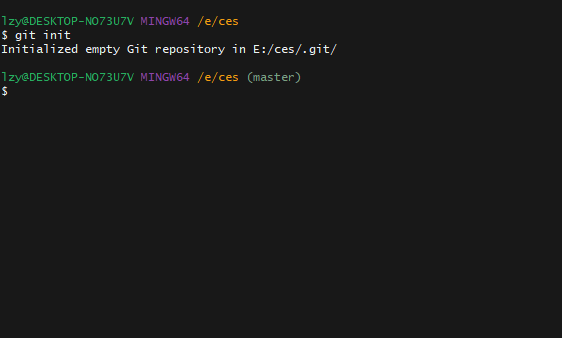 lzy@DESKTOP-NO73U7V MINGW64 /e/ces
$ git init
Initialized empty Git repository in E:/ces/.git/
lzy@DESKTOP-NO73U7V MINGW64 /e/ces (master)
$